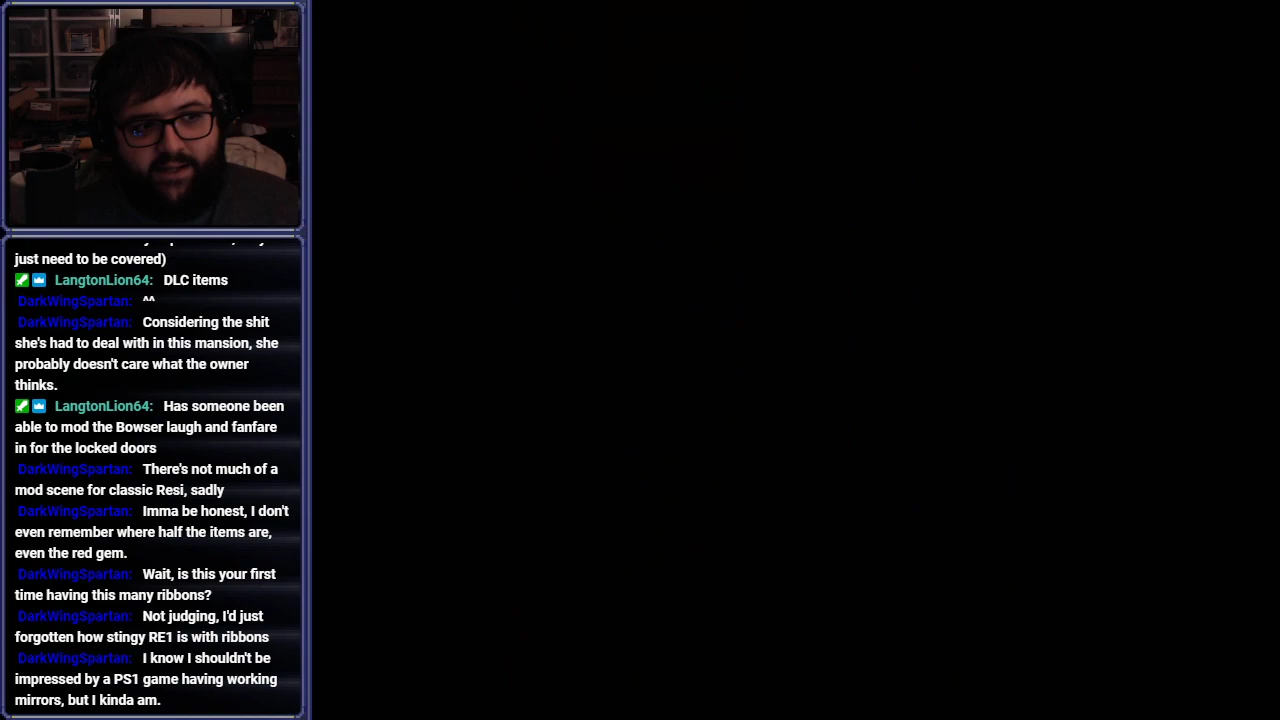 just need to be covered)
LangtonLion64: DLC items
DarkWingSpartan: ^^
DarkWingSpartan: Considering the shit
she's had to deal with in this mansion, she
probably doesn't care what the owner
thinks.
LangtonLion64: Has someone been
able to mod the Bowser laugh and fanfare
in for the locked doors
DarkWingSpartan: There's not much of a
mod scene for classic Resi, sadly
DarkWingSpartan: Imma be honest, I don't
even remember where half the items are,
even the red gem.
DarkWingSpartan: Wait, is this your first
time having this many ribbons?
DarkWingSpartan: Not judging, I'd just
forgotten how stingy RE1 is with ribbons
DarkWingSpartan: I know I shouldn't be
impressed by a PS1 game having working
mirrors, but I kinda am.